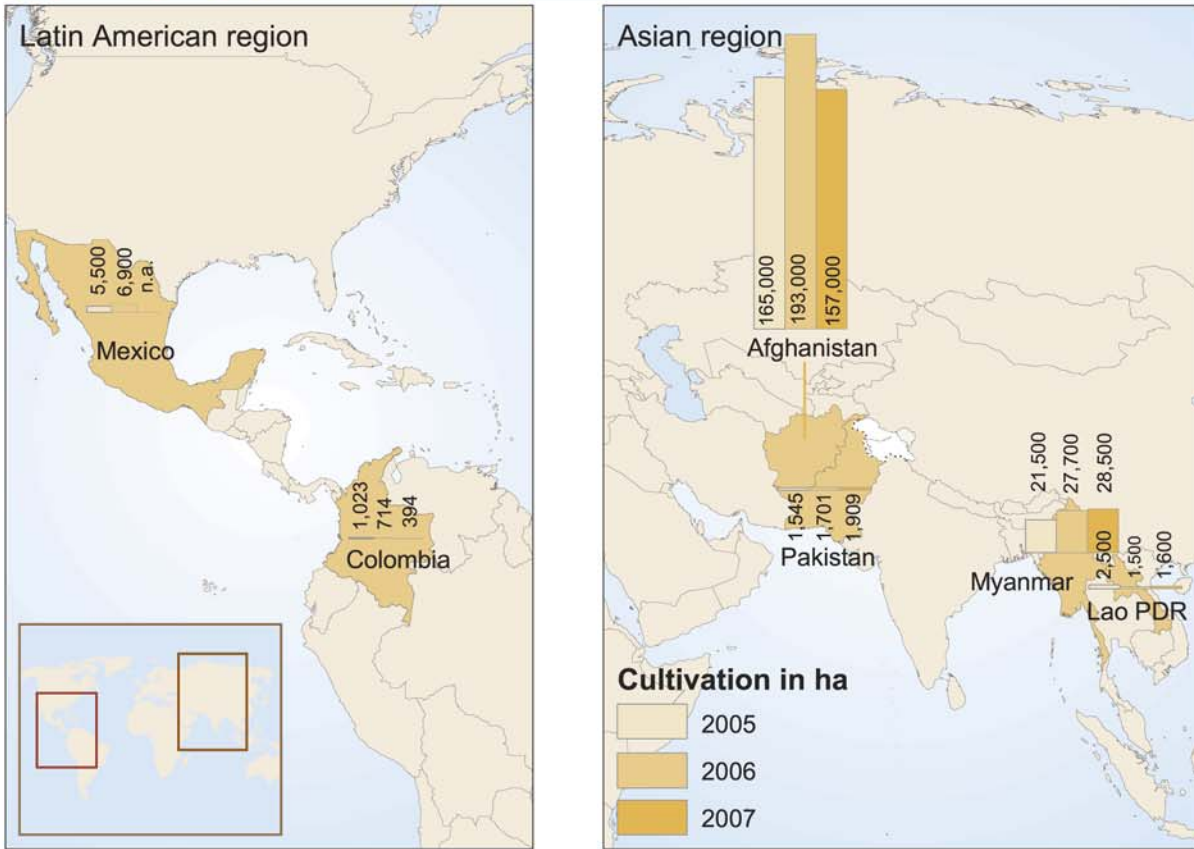 Latin American region
5,500
6,900
n.a.
Mexico
1,023
714
394
Colombia
Asian region
165,000
193,000
157,000
Afghanistan
1,545
1,701
1,909
Pakistan
21,500
27,700
28,500
Myanmar
2,500
1,500
1,600
Lao PDR
Cultivation in ha
2005
2006
2007